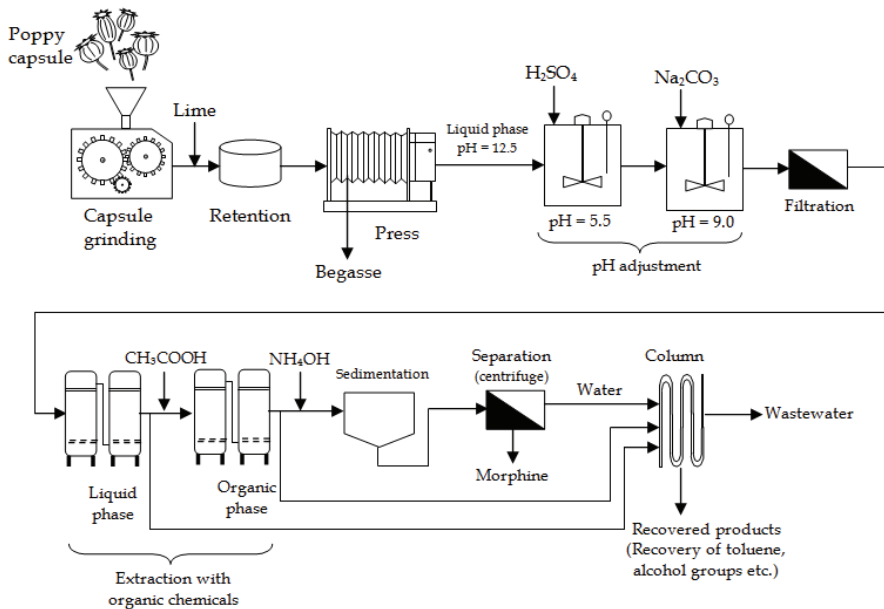 Poppy
capsule
Lime
Capsule
grinding
Retention
Press
Begasse
Liquid phase
pH = 12.5
H₂SO₄
Na₂CO₃
pH = 5.5
pH = 9.0
pH adjustment
Filtration
CH₃COOH
NH₄OH
Sedimentation
Separation
(centrifuge)
Water
Column
Wastewater
Morphine
Liquid
phase
Organic
phase
Extraction with
organic chemicals
Recovered products
(Recovery of toluene,
alcohol groups etc.)